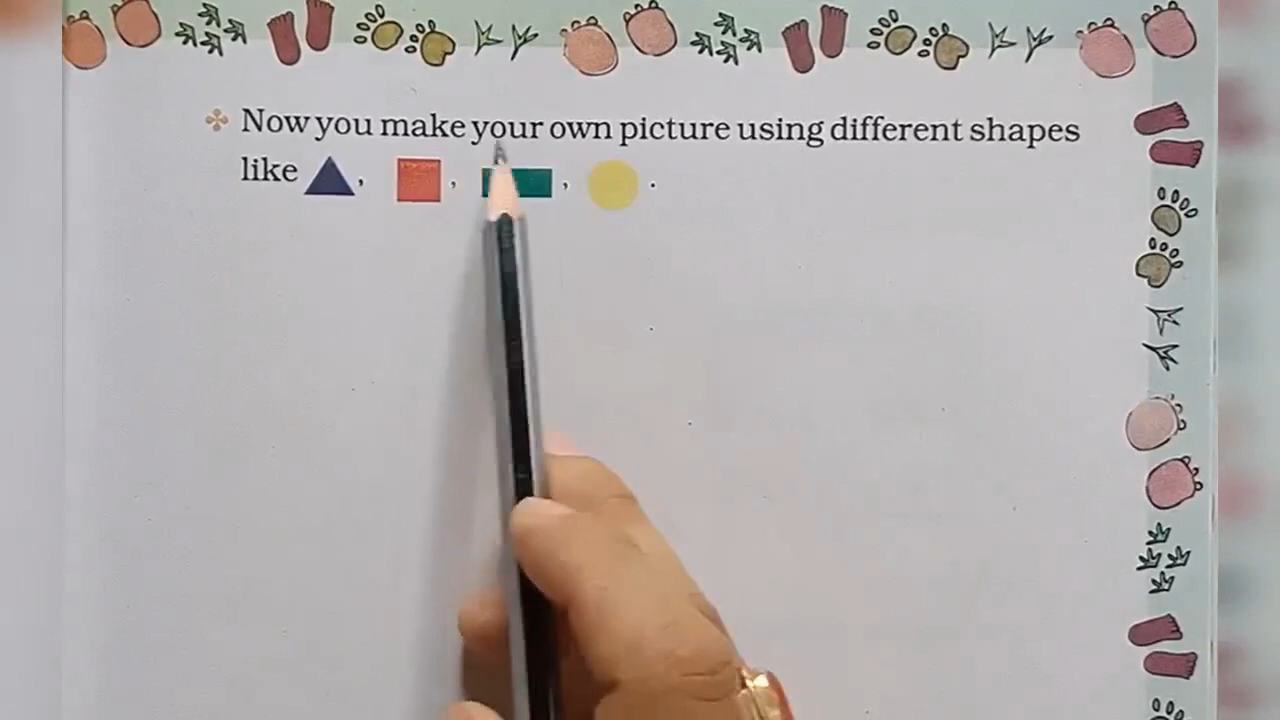 Now you make your own picture using different shapes
like , , , .